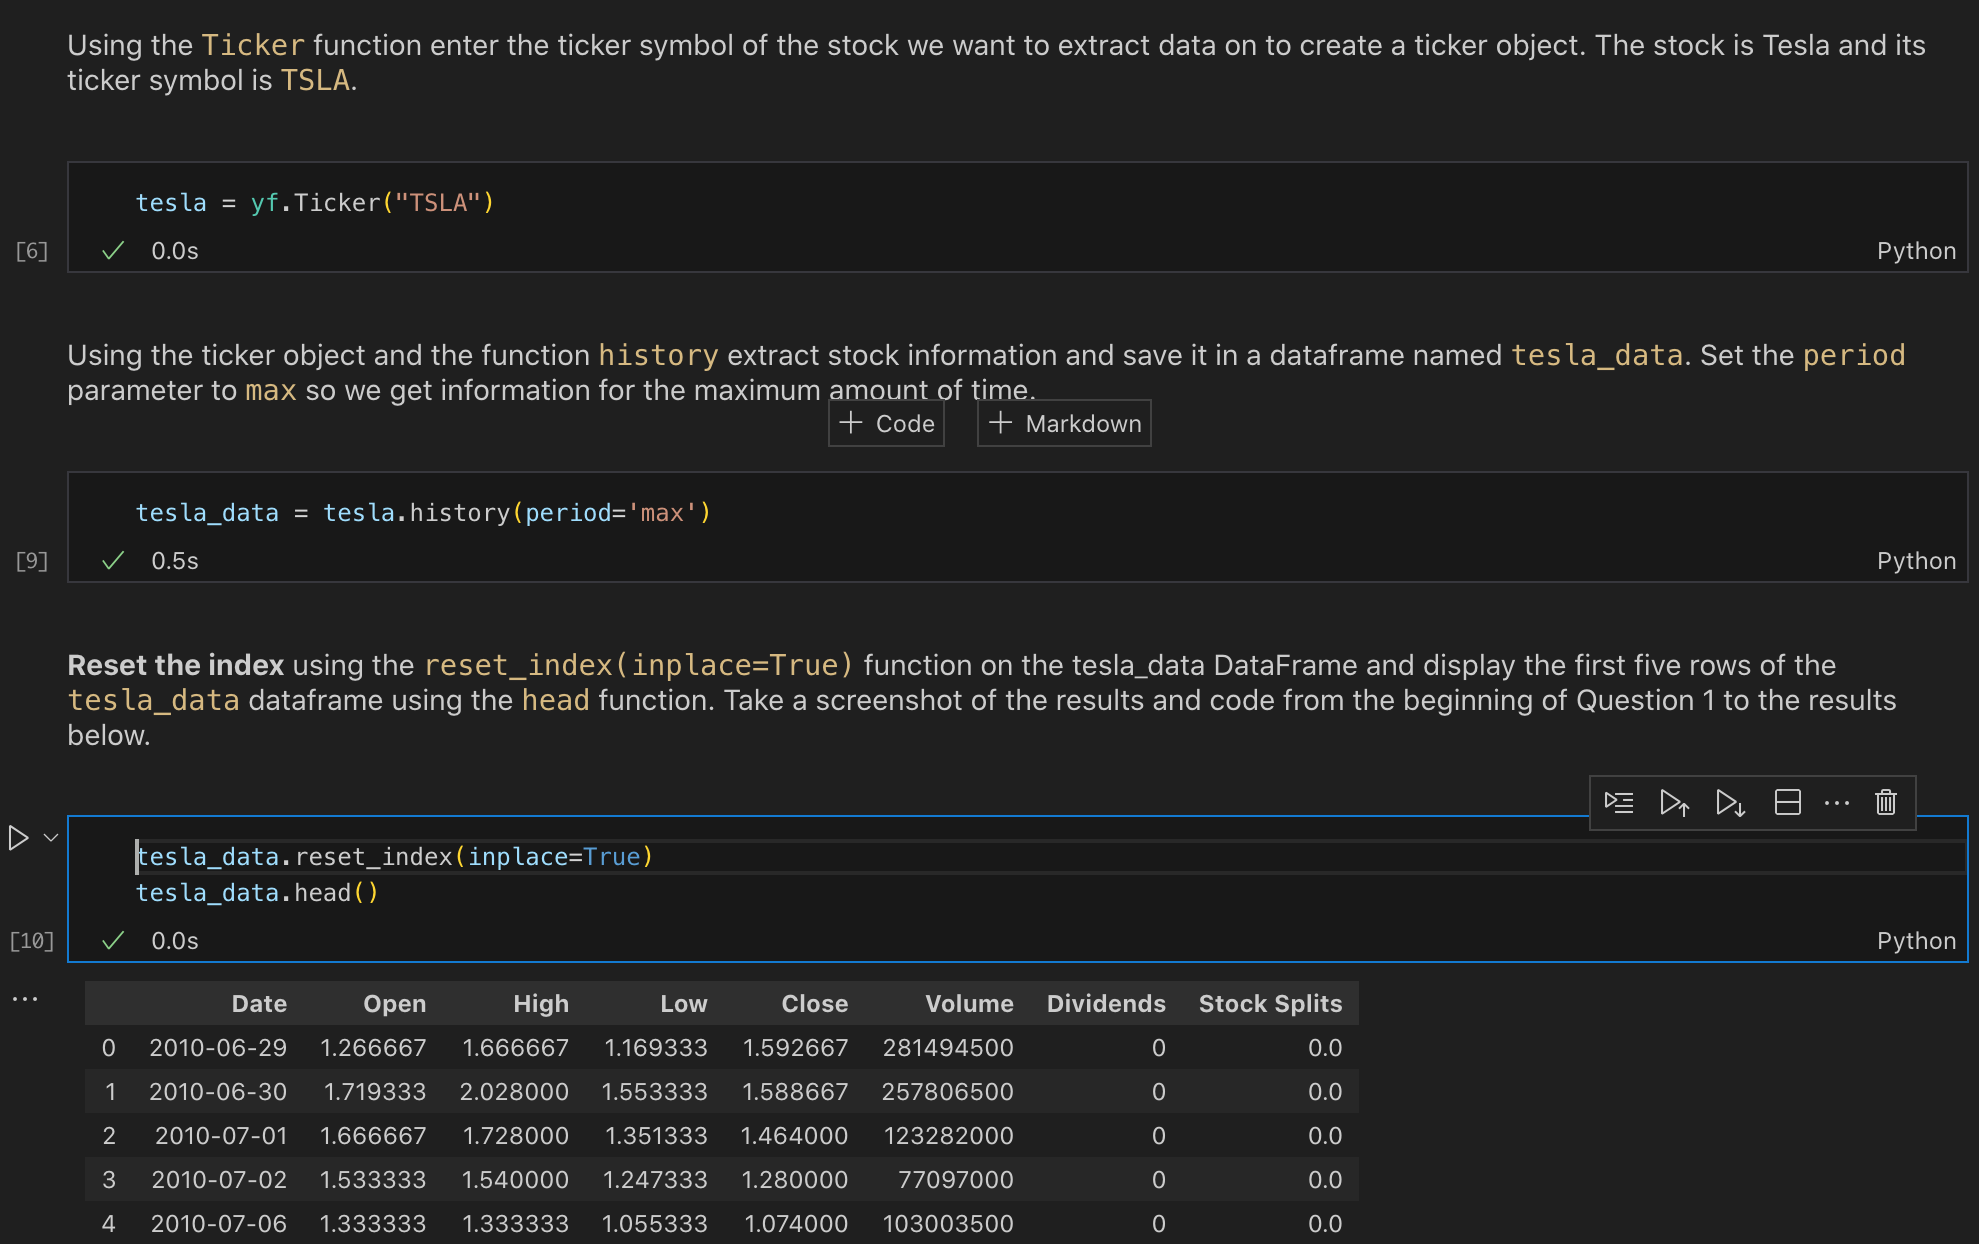 Using the Ticker function enter the ticker symbol of the stock we want to extract data on to create a ticker object. The stock is Tesla and its
ticker symbol is TSLA.
tesla = yf.Ticker("TSLA")
[6] 0.0s Python
Using the ticker object and the function history extract stock information and save it in a dataframe named tesla_data. Set the period
parameter to max so we get information for the maximum amount of time.
+ Code + Markdown
tesla_data = tesla.history(period='max')
[9] 0.5s Python
Reset the index using the reset_index(inplace=True) function on the tesla_data DataFrame and display the first five rows of the
tesla_data dataframe using the head function. Take a screenshot of the results and code from the beginning of Question 1 to the results
below.
tesla_data.reset_index(inplace=True)
tesla_data.head()
[10] 0.0s Python
Date Open High Low Close Volume Dividends Stock Splits
0 2010-06-29 1.266667 1.666667 1.169333 1.592667 281494500 0 0.0
1 2010-06-30 1.719333 2.028000 1.553333 1.588667 257806500 0 0.0
2 2010-07-01 1.666667 1.728000 1.351333 1.464000 123282000 0 0.0
3 2010-07-02 1.533333 1.540000 1.247333 1.280000 77097000 0 0.0
4 2010-07-06 1.333333 1.333333 1.055333 1.074000 103003500 0 0.0